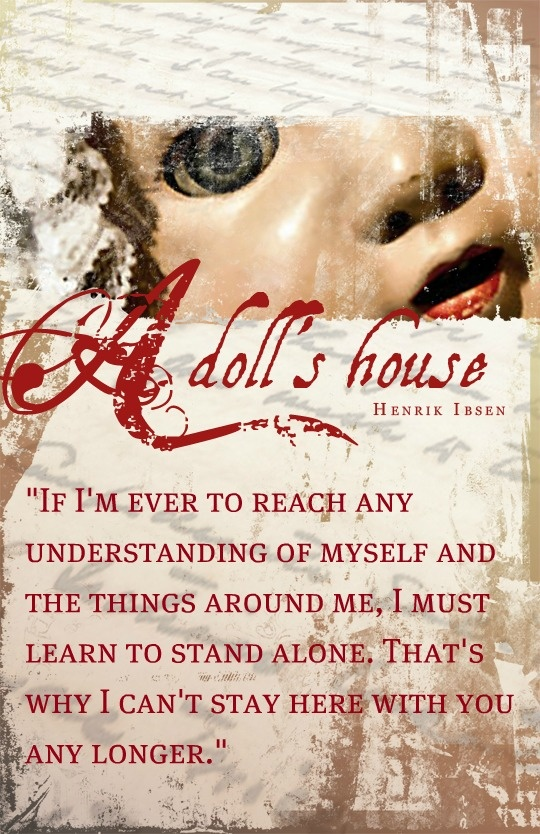 A doll's house
Henrik Ibsen
"If I'm ever to reach any
understanding of myself and
the things around me, I must
learn to stand alone. That's
why I can't stay here with you
any longer."